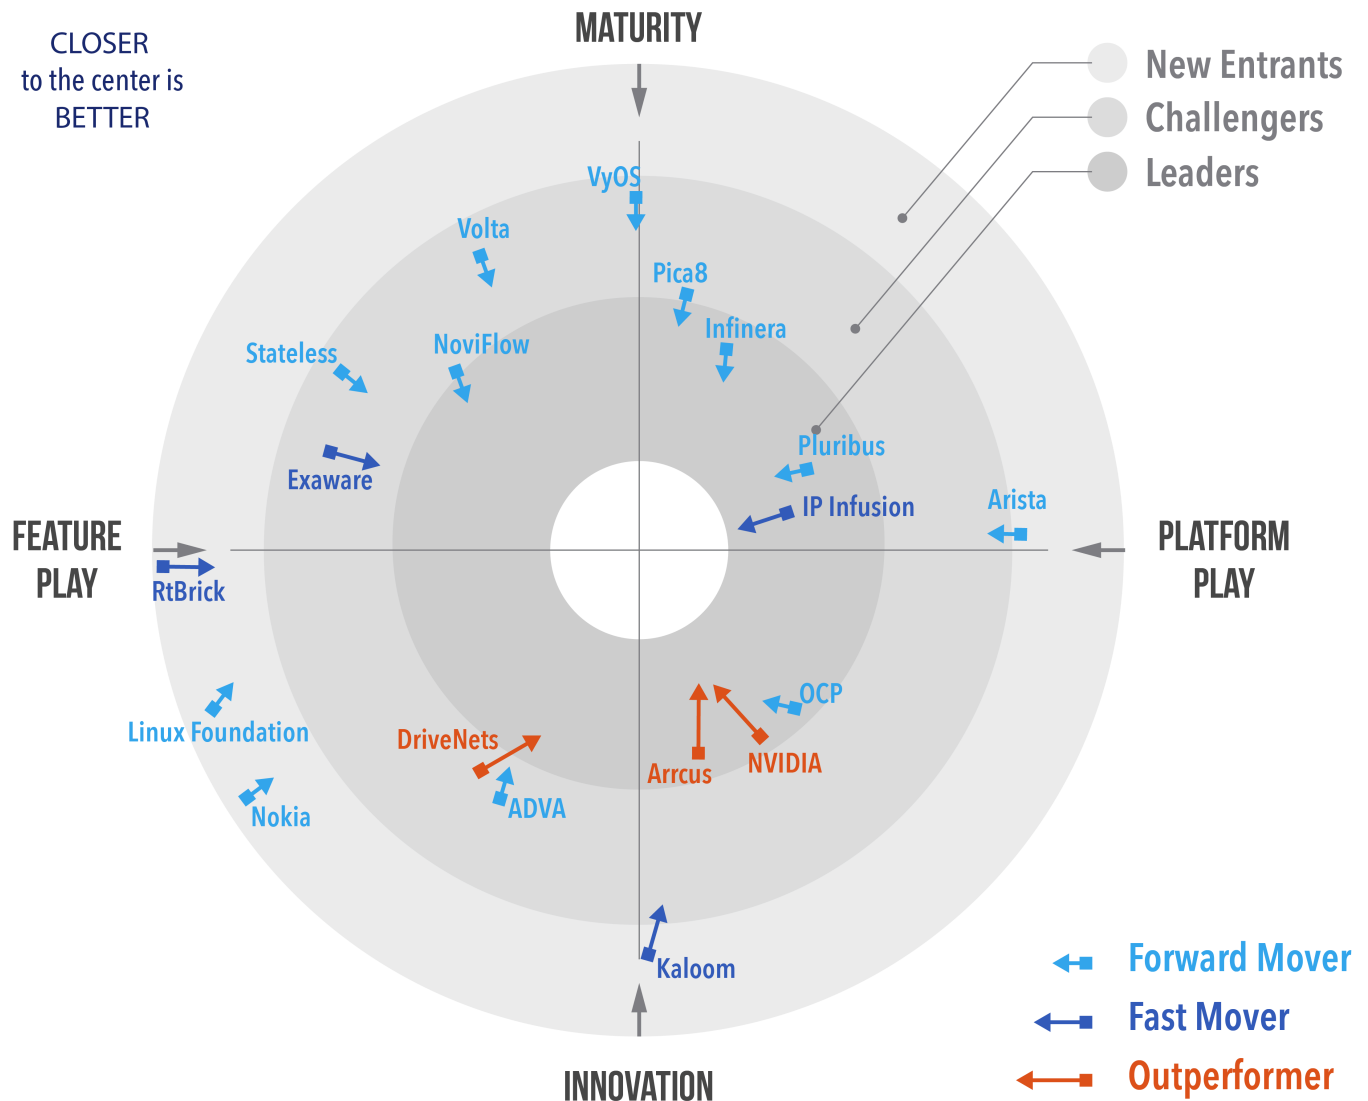 CLOSER
to the center is
BETTER
MATURITY
New Entrants
Challengers
Leaders
VyOS
Volta
Pica8
Infinera
NoviFlow
Stateless
Pluribus
Exaware
Arista
IP Infusion
FEATURE
PLAY
PLATFORM
PLAY
RtBrick
OCP
Linux Foundation
DriveNets
NVIDIA
Arrcus
ADVA
Nokia
Kaloom
Forward Mover
Fast Mover
Outperformer
INNOVATION